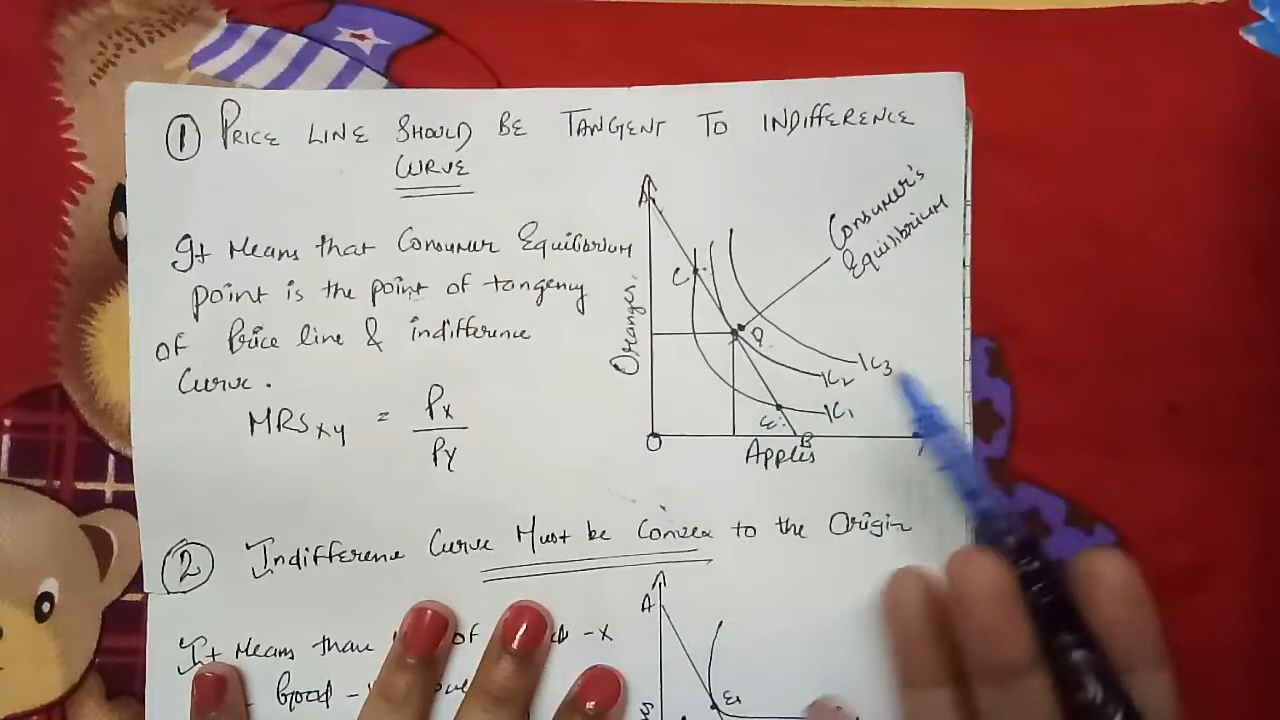 ① PRICE LINE SHOULD BE TANGENT TO INDIFFERENCE
CURVE
It Means that Consumer Equilibrium
point is the point of tangency
of Price line & indifference
Curve.
MRSxy = Px
Py
A
Oranges
C
Consumer's
Equilibrium
IC3
IC2
IC1
E
O
B
Apples
② Indifference Curve Must be Convex to the Origin
A
It Means than of -x
Good -
E1